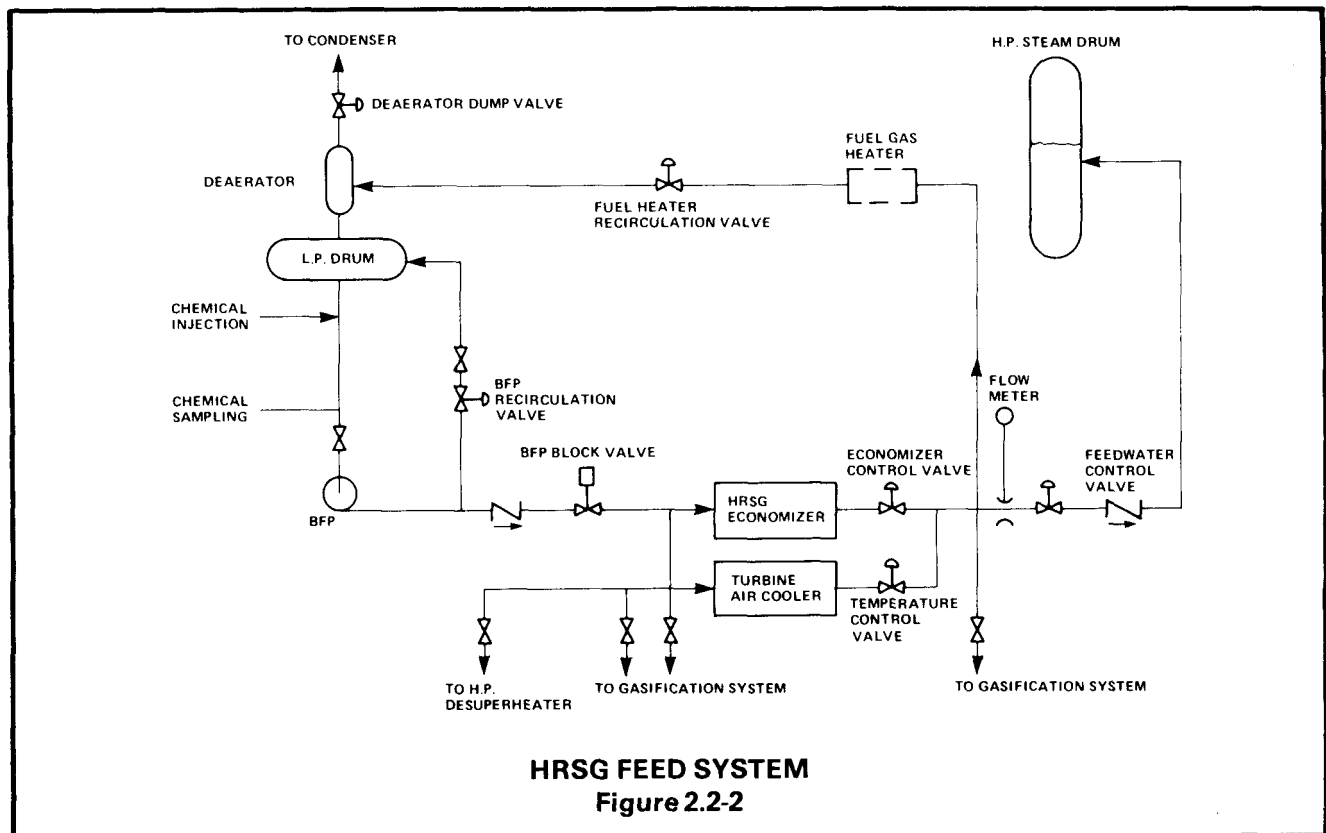 TO CONDENSER
H.P. STEAM DRUM
DEAERATOR DUMP VALVE
FUEL GAS
HEATER
DEAERATOR
FUEL HEATER
RECIRCULATION VALVE
L.P. DRUM
CHEMICAL
INJECTION
BFP
RECIRCULATION
VALVE
FLOW
METER
CHEMICAL
SAMPLING
BFP BLOCK VALVE
ECONOMIZER
CONTROL VALVE
FEEDWATER
CONTROL
VALVE
BFP
HRSG
ECONOMIZER
TURBINE
AIR COOLER
TEMPERATURE
CONTROL
VALVE
TO H.P.
DESUPERHEATER
TO GASIFICATION SYSTEM
TO GASIFICATION SYSTEM
HRSG FEED SYSTEM
Figure 2.2-2